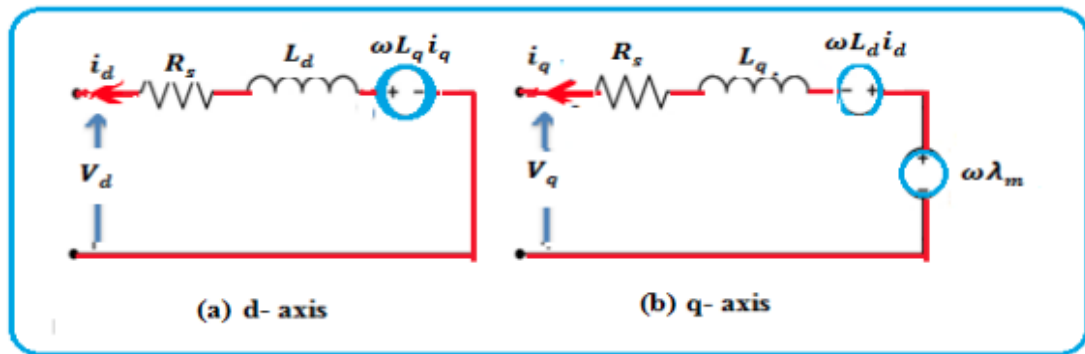 i_d R_s L_d ωL_q i_q
+ -
V_d
(a) d- axis
i_q R_s L_q ωL_d i_d
- +
V_q
+
-
ωλ_m
(b) q- axis